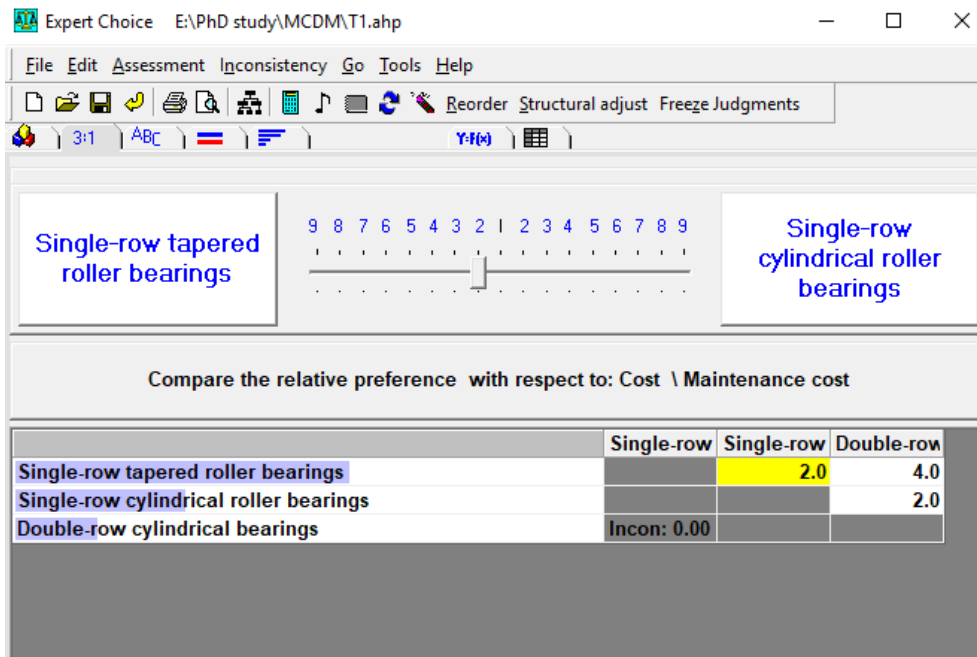 Expert Choice E:\PhD study\MCDM\T1.ahp
File Edit Assessment Inconsistency Go Tools Help
Reorder Structural adjust Freeze Judgments
3:1 ABC Y=F(x)
Single-row tapered
roller bearings
9 8 7 6 5 4 3 2 1 2 3 4 5 6 7 8 9
Single-row
cylindrical roller
bearings
Compare the relative preference with respect to: Cost \ Maintenance cost
Single-row Single-row Double-row
Single-row tapered roller bearings 2.0 4.0
Single-row cylindrical roller bearings 2.0
Double-row cylindrical bearings Incon: 0.00